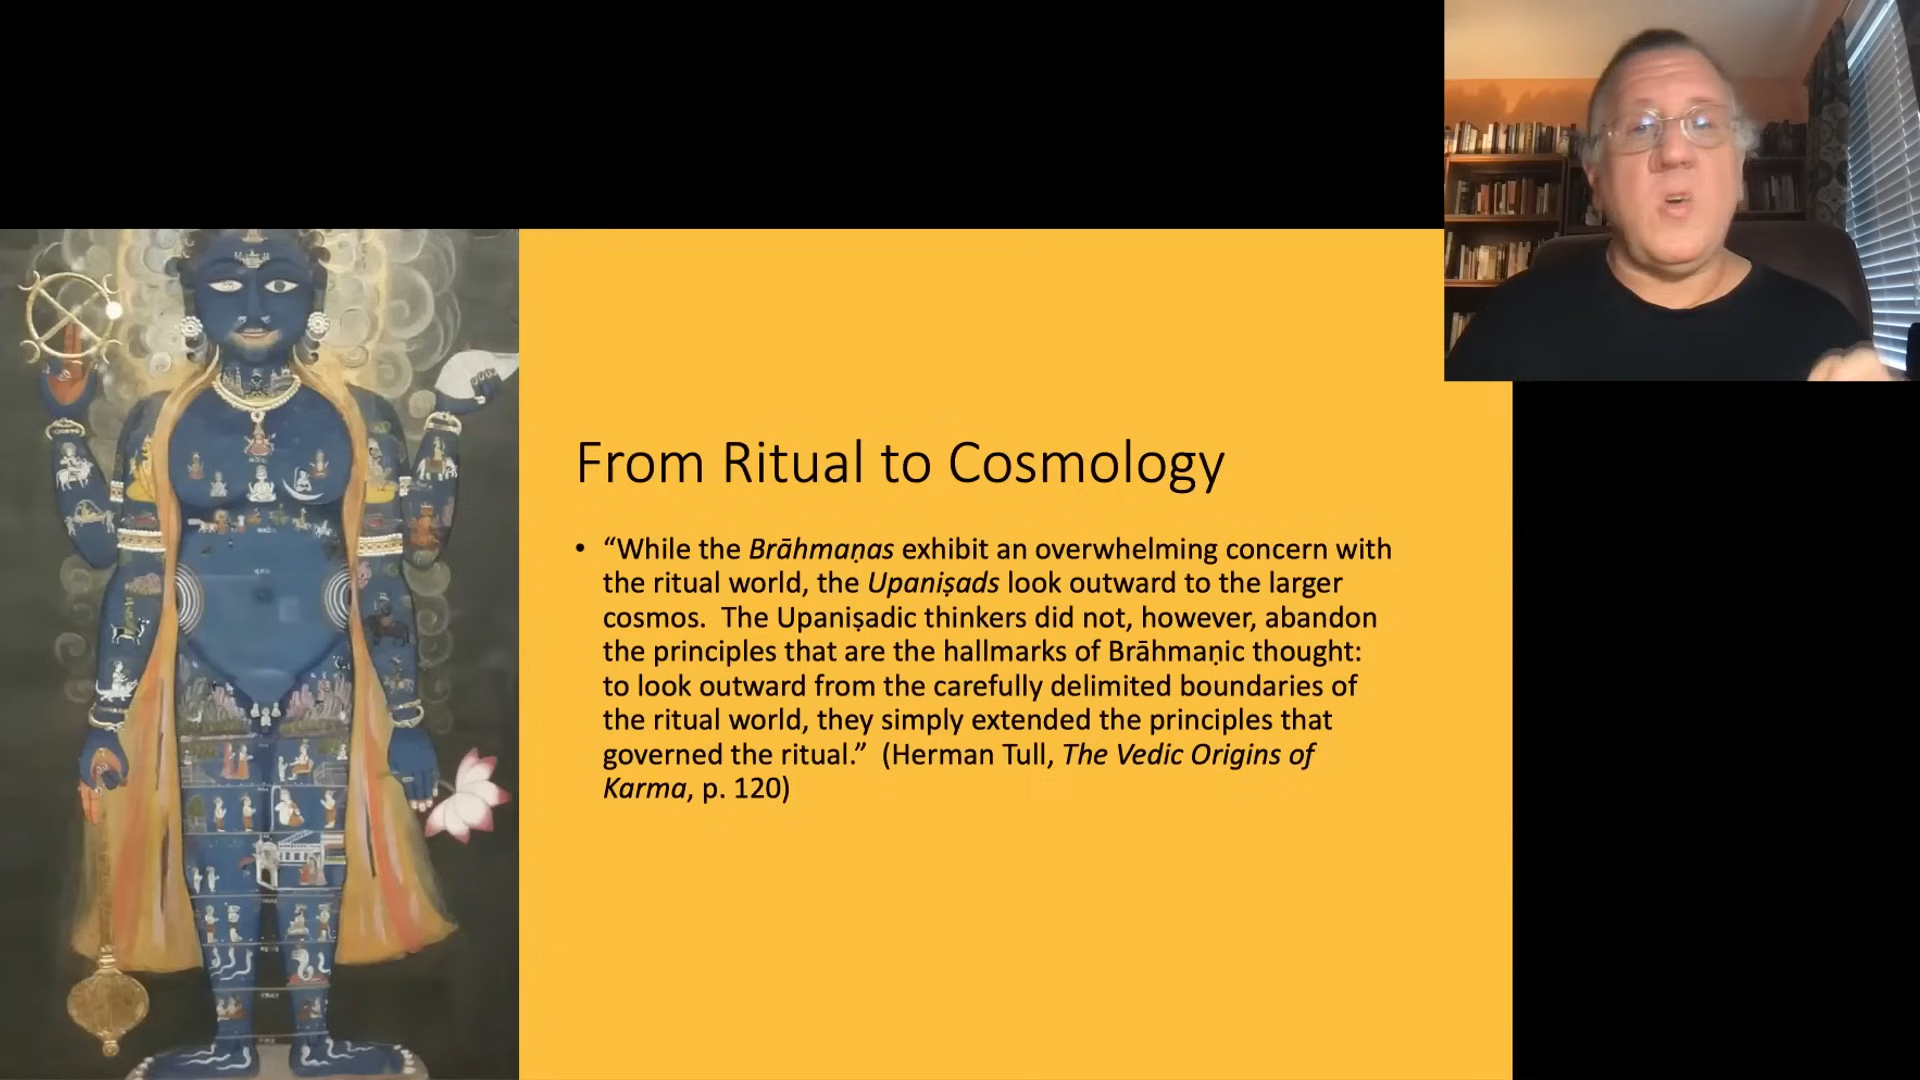 From Ritual to Cosmology
• “While the Brāhmaṇas exhibit an overwhelming concern with
the ritual world, the Upaniṣads look outward to the larger
cosmos.  The Upaniṣadic thinkers did not, however, abandon
the principles that are the hallmarks of Brāhmaṇic thought:
to look outward from the carefully delimited boundaries of
the ritual world, they simply extended the principles that
governed the ritual.”  (Herman Tull, The Vedic Origins of
Karma, p. 120)